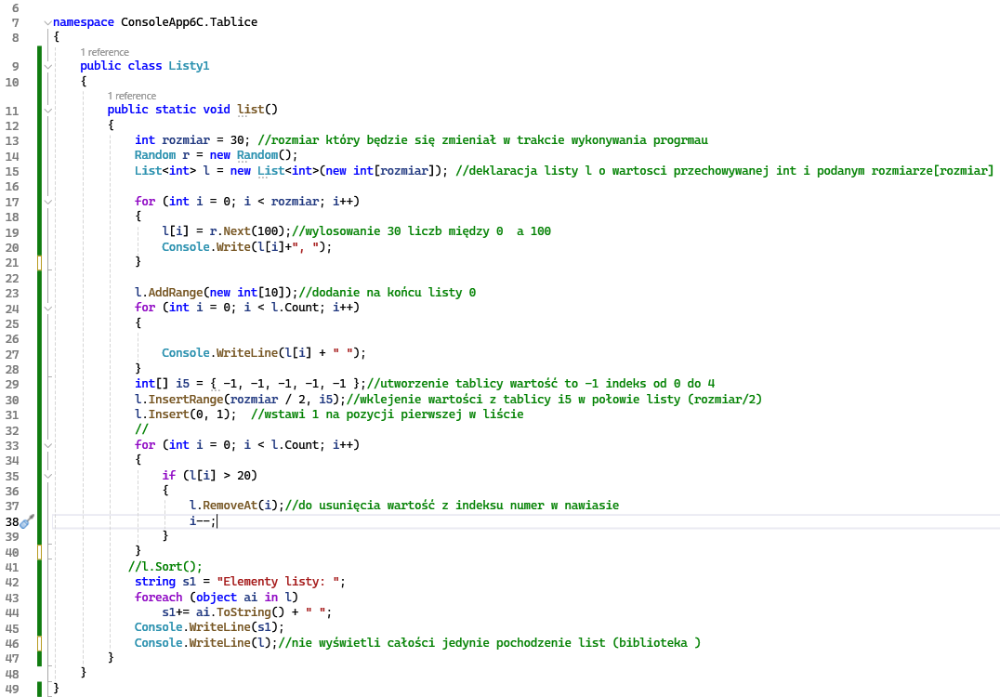 6
7 namespace ConsoleApp6C.Tablice
8 {
1 reference
9 public class Listy1
10 {
1 reference
11 public static void list()
12 {
13 int rozmiar = 30; //rozmiar który będzie się zmieniał w trakcie wykonywania progrmau
14 Random r = new Random();
15 List<int> l = new List<int>(new int[rozmiar]); //deklaracja listy l o wartosci przechowywanej int i podanym rozmiarze[rozmiar]
16
17 for (int i = 0; i < rozmiar; i++)
18 {
19 l[i] = r.Next(100);//wylosowanie 30 liczb między 0  a 100
20 Console.Write(l[i]+", ");
21 }
22
23 l.AddRange(new int[10]);//dodanie na końcu listy 0
24 for (int i = 0; i < l.Count; i++)
25 {
26
27 Console.WriteLine(l[i] + " ");
28 }
29 int[] i5 = { -1, -1, -1, -1, -1 };//utworzenie tablicy wartość to -1 indeks od 0 do 4
30 l.InsertRange(rozmiar / 2, i5);//wklejenie wartości z tablicy i5 w połowie listy (rozmiar/2)
31 l.Insert(0, 1);  //wstawi 1 na pozycji pierwszej w liście
32 //
33 for (int i = 0; i < l.Count; i++)
34 {
35 if (l[i] > 20)
36 {
37 l.RemoveAt(i);//do usunięcia wartość z indeksu numer w nawiasie
38 i--;
39 }
40 }
41 //l.Sort();
42 string s1 = "Elementy listy: ";
43 foreach (object ai in l)
44 s1+= ai.ToString() + " ";
45 Console.WriteLine(s1);
46 Console.WriteLine(l);//nie wyświetli całości jedynie pochodzenie list (biblioteka )
47 }
48 }
49 }